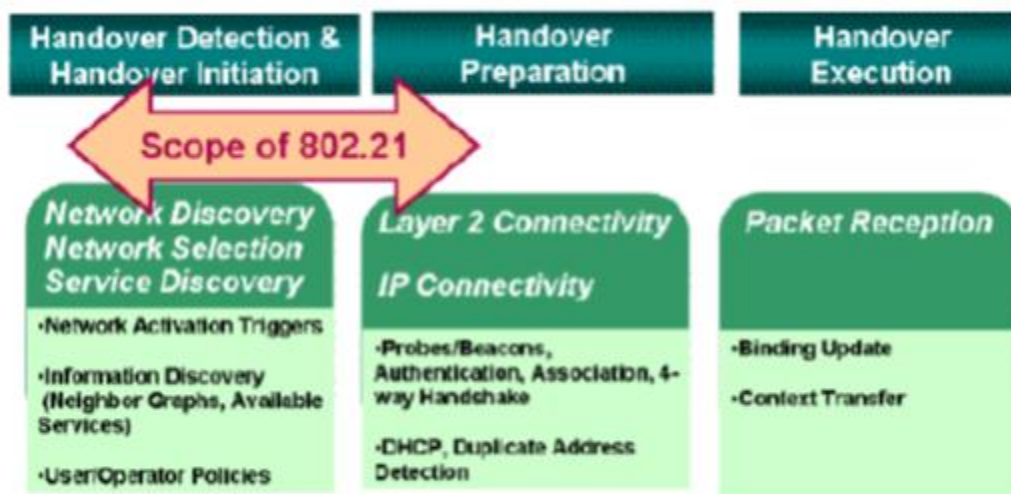 Handover Detection &
Handover Initiation
Handover
Preparation
Handover
Execution
Scope of 802.21
Network Discovery
Network Selection
Service Discovery
•Network Activation Triggers
•Information Discovery
(Neighbor Graphs, Available
Services)
•User/Operator Policies
Layer 2 Connectivity
IP Connectivity
•Probes/Beacons,
Authentication, Association, 4-
way Handshake
•DHCP, Duplicate Address
Detection
Packet Reception
•Binding Update
•Context Transfer